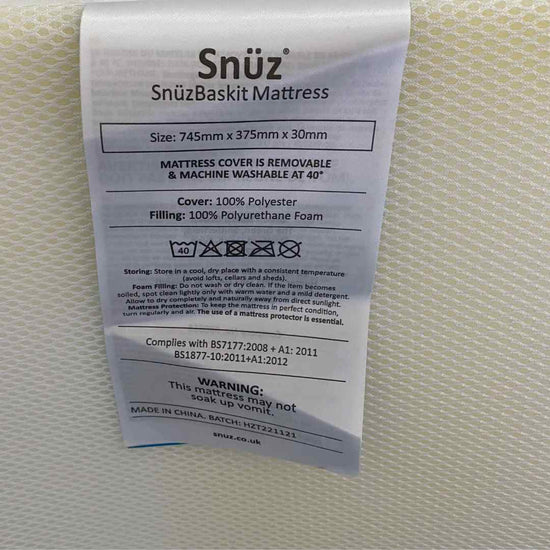 Snüz®
SnüzBaskit Mattress
Size: 745mm x 375mm x 30mm
MATTRESS COVER IS REMOVABLE
& MACHINE WASHABLE AT 40°
Cover: 100% Polyester
Filling: 100% Polyurethane Foam
40
Storing: Store in a cool, dry place with a consistent temperature
(avoid lofts, cellars and sheds).
Foam Filling: Do not wash or dry clean. If the item becomes
soiled, spot clean lightly only with warm water and a mild detergent.
Allow to dry completely and naturally away from direct sunlight.
Mattress Protection: To keep the mattress in perfect condition,
turn regularly and air. The use of a mattress protector is essential.
Complies with BS7177:2008 + A1: 2011
BS1877-10:2011+A1:2012
WARNING:
This mattress may not
soak up vomit.
MADE IN CHINA. BATCH: HZT221121
snuz.co.uk